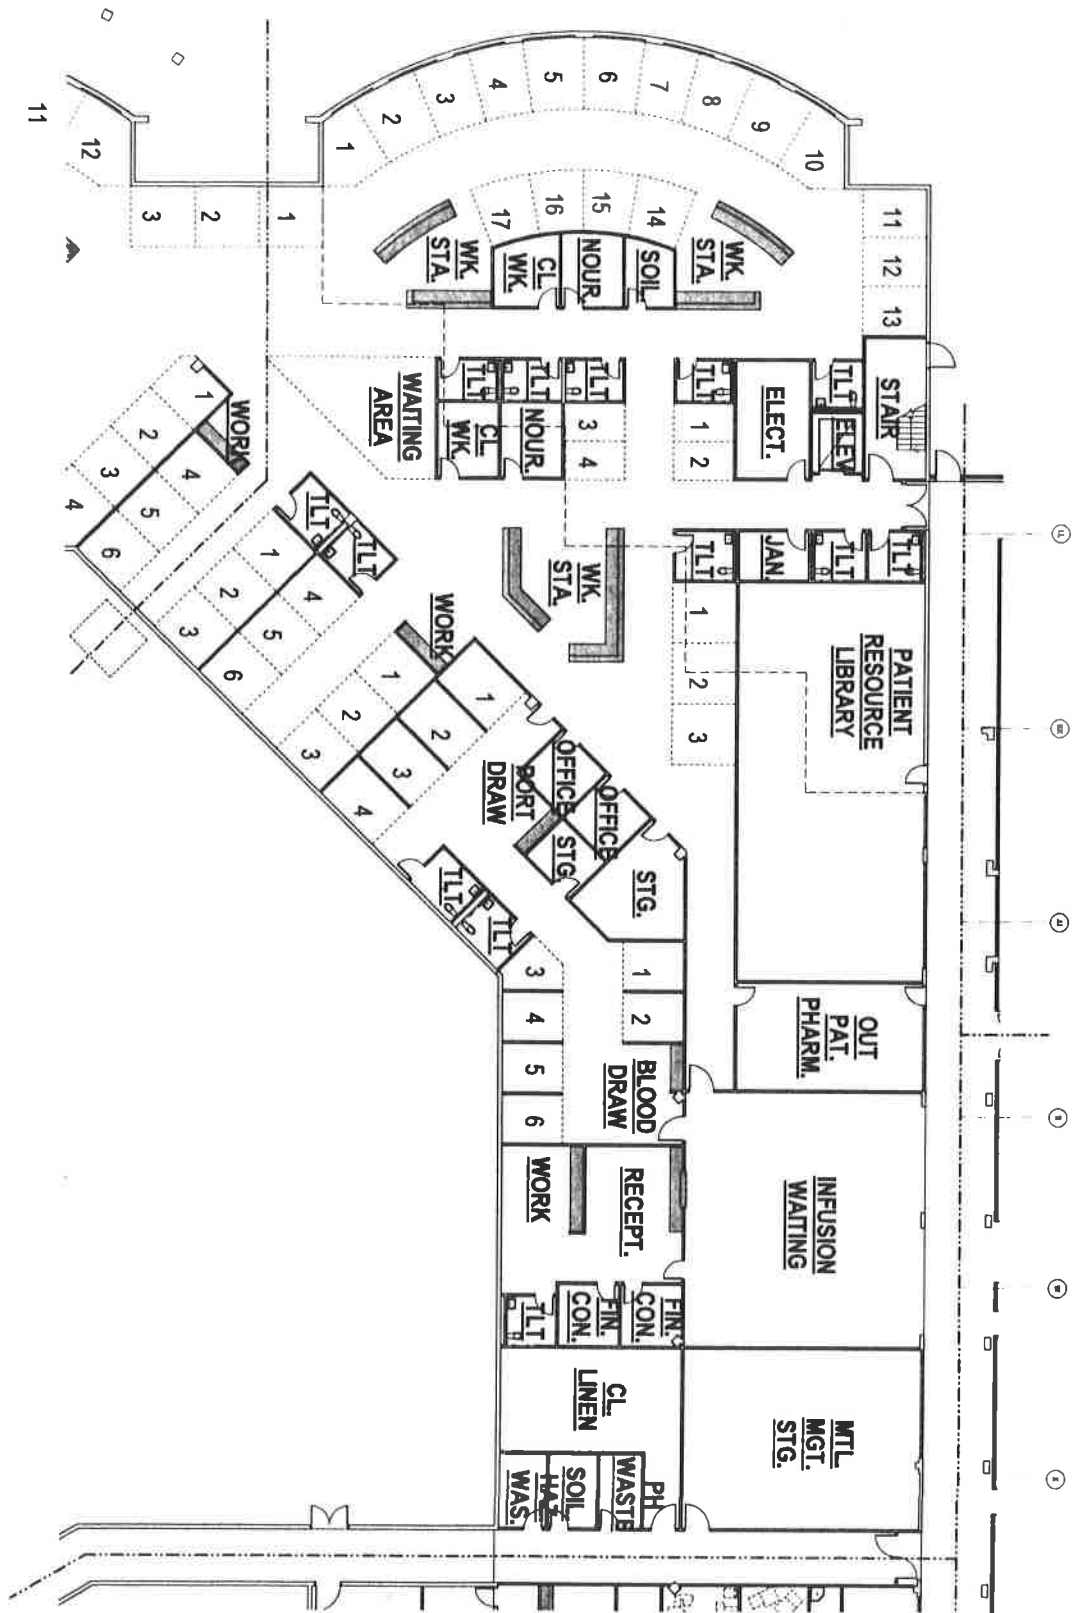 11
12
3
2
1
1
2
3
4
5
6
7
8
9
10
11
12
13
17
16
15
14
WK.
STA.
CL.
WK.
NOUR.
SOIL
WK.
STA.
WAITING
AREA
TLT
TLT
TLT
TLT
TLT
CL.
WK.
NOUR.
3
4
1
2
ELECT.
ELEV.
STAIR
WORK
1
2
3
4
4
5
6
TLT
TLT
1
2
3
4
5
6
WK.
STA.
TLT
JAN.
TLT
TLT
1
2
3
PATIENT
RESOURCE
LIBRARY
WORK
1
2
3
1
2
3
4
PORT
DRAW
OFFICE
OFFICE
STG.
STG.
TLT
TLT
3
4
5
6
1
2
BLOOD
DRAW
OUT
PAT.
PHARM.
INFUSION
WAITING
WORK
RECEPT.
TLT
FIN.
CON.
FIN.
CON.
CL.
LINEN
MTL.
MGT.
STG.
HAZ.
WAS.
SOIL
WASTE
PH